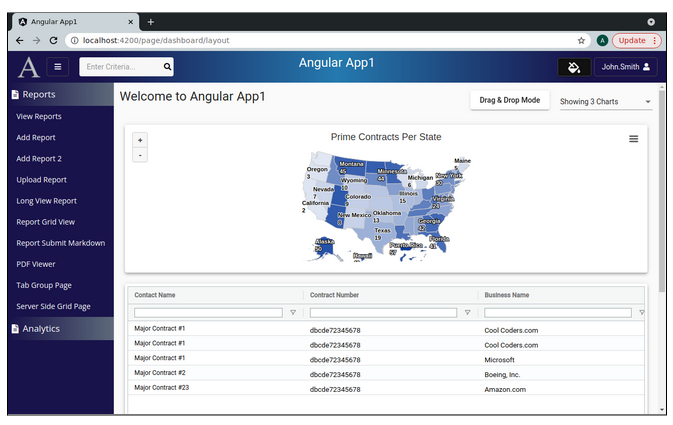 Angular App1
localhost:4200/page/dashboard/layout
A
Update
A
Enter Criteria...
Angular App1
John.Smith
Reports
View Reports
Add Report
Add Report 2
Upload Report
Long View Report
Report Grid View
Report Submit Markdown
PDF Viewer
Tab Group Page
Server Side Grid Page
Analytics
Welcome to Angular App1
Drag & Drop Mode
Showing 3 Charts
+
-
Prime Contracts Per State
Maine
5
Montana
45
Oregon
3
Minnesota
44
New York
Michigan
6
Wyoming
10
Nevada
7
Colorado
9
Illinois
15
Virginia
California
2
New Mexico
Oklahoma
13
Georgia
42
Texas
19
Alaska
Florida
Puerto Rico
Hawaii
Contact Name
Contract Number
Business Name
Major Contract #1
dbcde72345678
Cool Coders.com
Major Contract #1
dbcde72345678
Cool Coders.com
Major Contract #1
dbcde72345678
Microsoft
Major Contract #2
dbcde72345678
Boeing, Inc.
Major Contract #23
dbcde72345678
Amazon.com